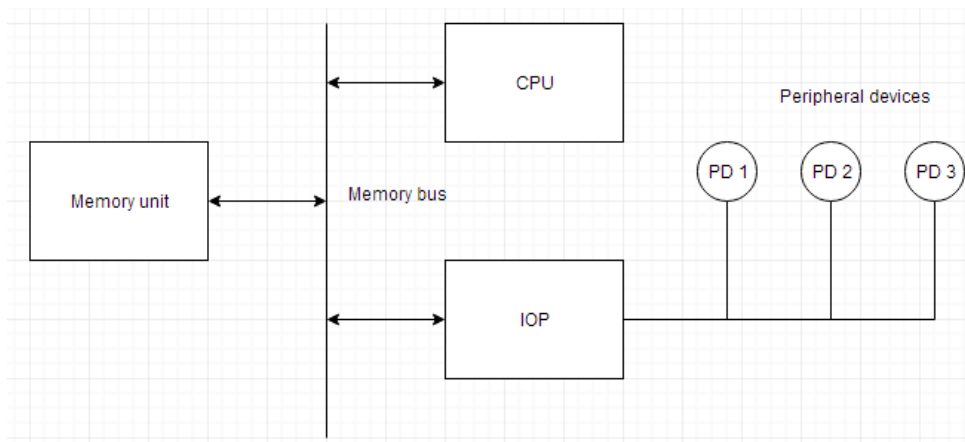 CPU
Peripheral devices
PD 1
PD 2
PD 3
Memory unit
Memory bus
IOP